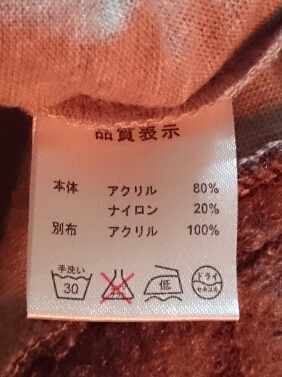 品質表示
本体 アクリル 80%
ナイロン 20%
別布 アクリル 100%
手洗い
30
低
ドライ
セキユ系